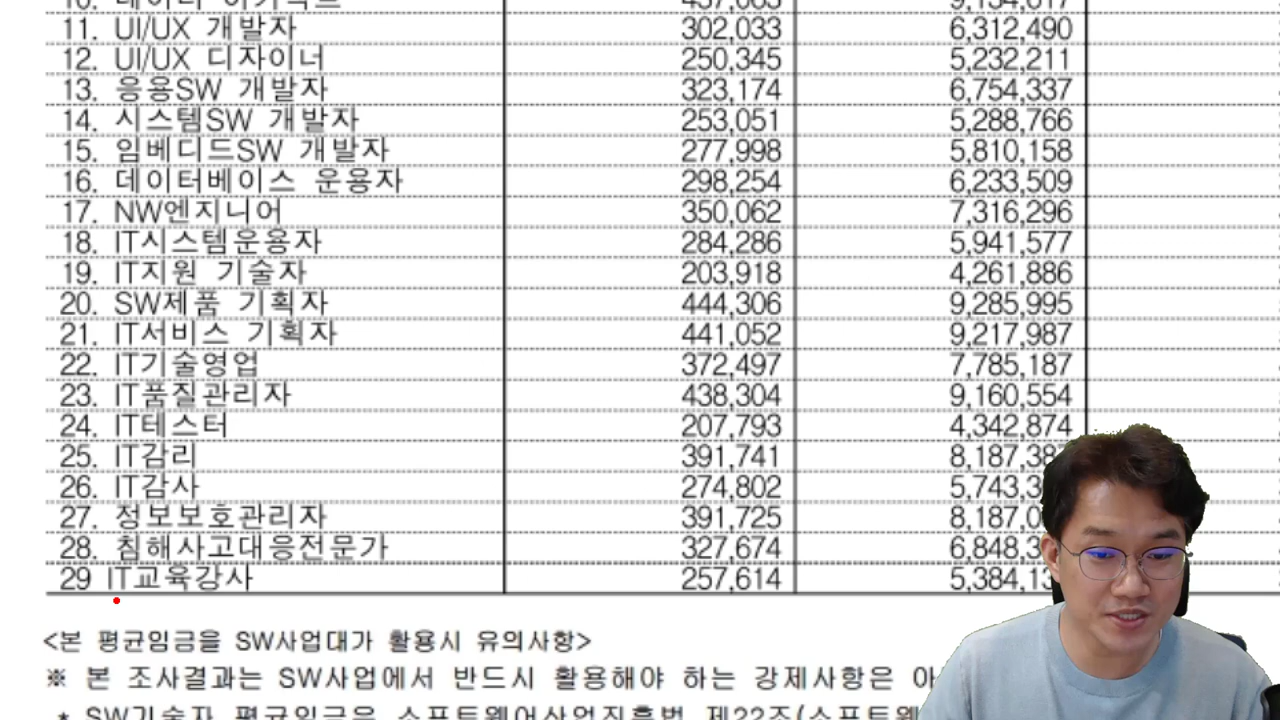 11. UI/UX 개발자 302,033 6,312,490
12. UI/UX 디자이너 250,345 5,232,211
13. 응용SW 개발자 323,174 6,754,337
14. 시스템SW 개발자 253,051 5,288,766
15. 임베디드SW 개발자 277,998 5,810,158
16. 데이터베이스 운용자 298,254 6,233,509
17. NW엔지니어 350,062 7,316,296
18. IT시스템운용자 284,286 5,941,577
19. IT지원 기술자 203,918 4,261,886
20. SW제품 기획자 444,306 9,285,995
21. IT서비스 기획자 441,052 9,217,987
22. IT기술영업 372,497 7,785,187
23. IT품질관리자 438,304 9,160,554
24. IT테스터 207,793 4,342,874
25. IT감리 391,741
26. IT감사 274,802
27. 정보보호관리자 391,725
28. 침해사고대응전문가 327,674
29 IT교육강사 257,614
<본 평균임금을 SW사업대가 활용시 유의사항>
※ 본 조사결과는 SW사업에서 반드시 활용해야 하는 강제사항은
* SW기술자 평균임금은